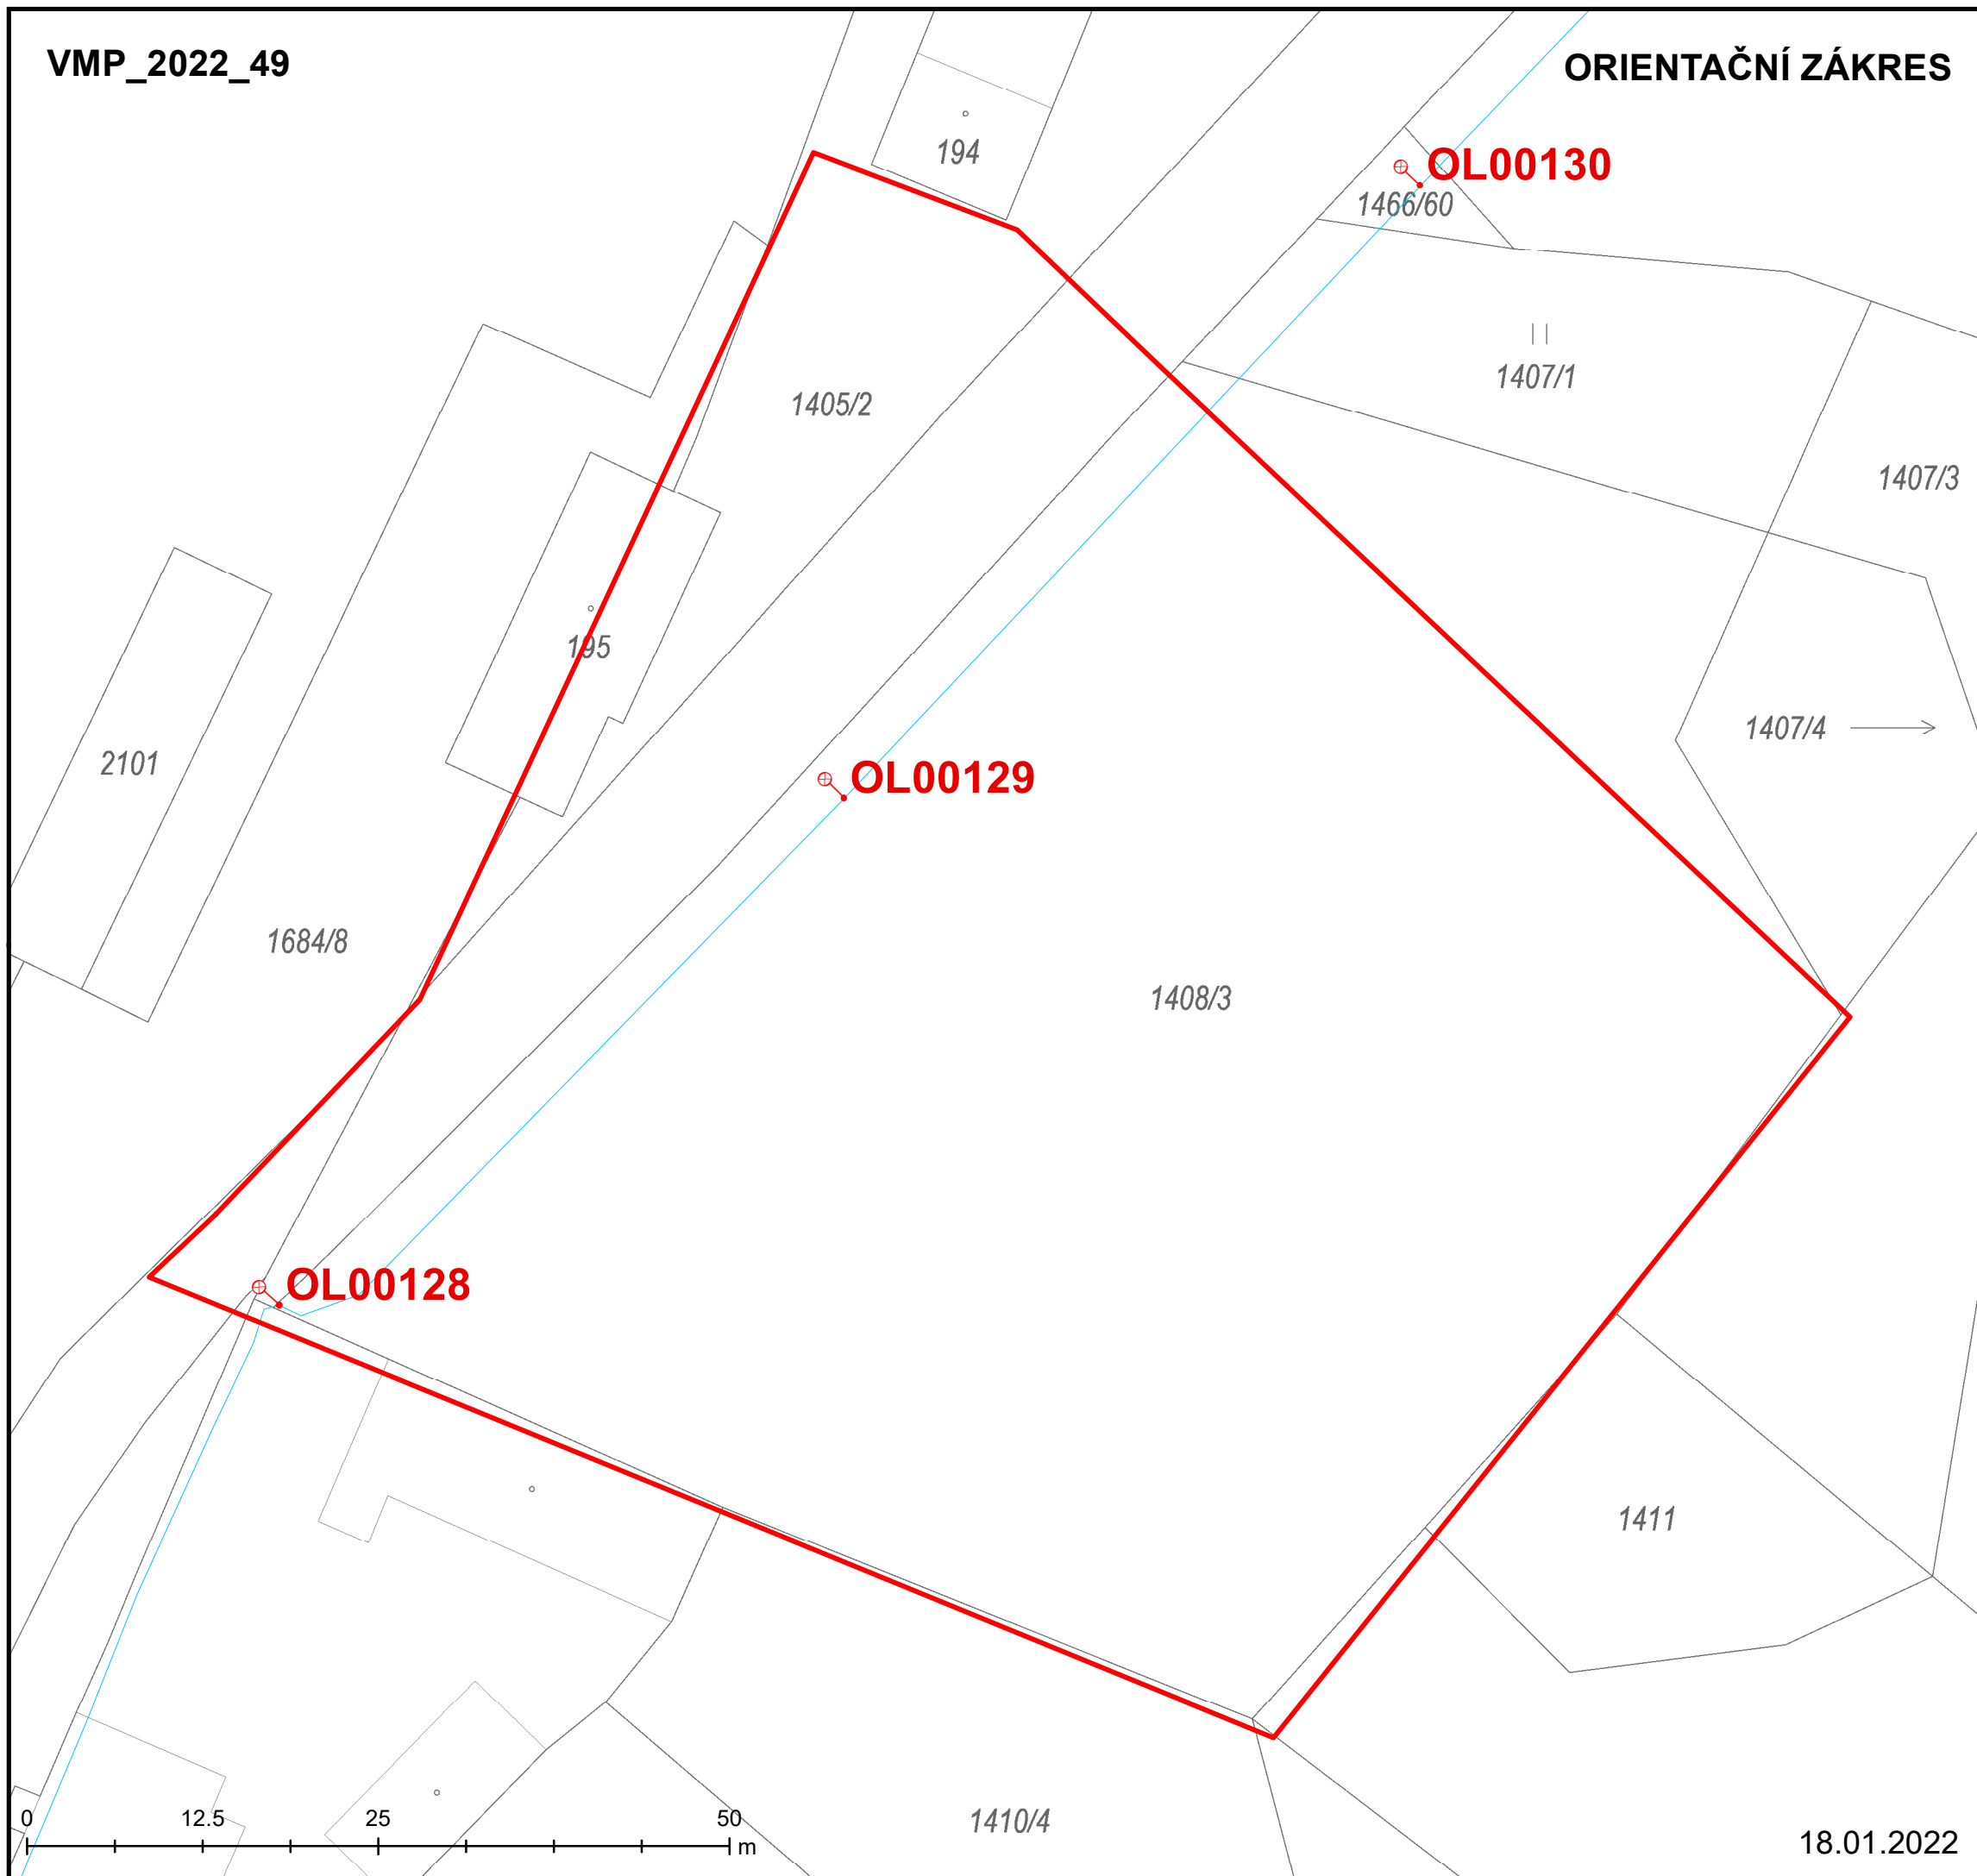 VMP_2022_49
ORIENTAČNÍ ZÁKRES
194
OL00130
1466/60
1407/1
1405/2
1407/3
195
1407/4
2101
OL00129
1684/8
1408/3
OL00128
1411
1410/4
0 12.5 25 50
m
18.01.2022